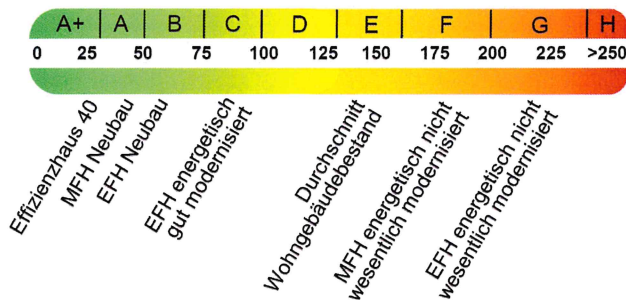 A+ A B C D E F G H
0 25 50 75 100 125 150 175 200 225 >250
Effizienzhaus 40
MFH Neubau
EFH Neubau
EFH energetisch
gut modernisiert
Durchschnitt
Wohngebäudebestand
MFH energetisch nicht
wesentlich modernisiert
EFH energetisch nicht
wesentlich modernisiert